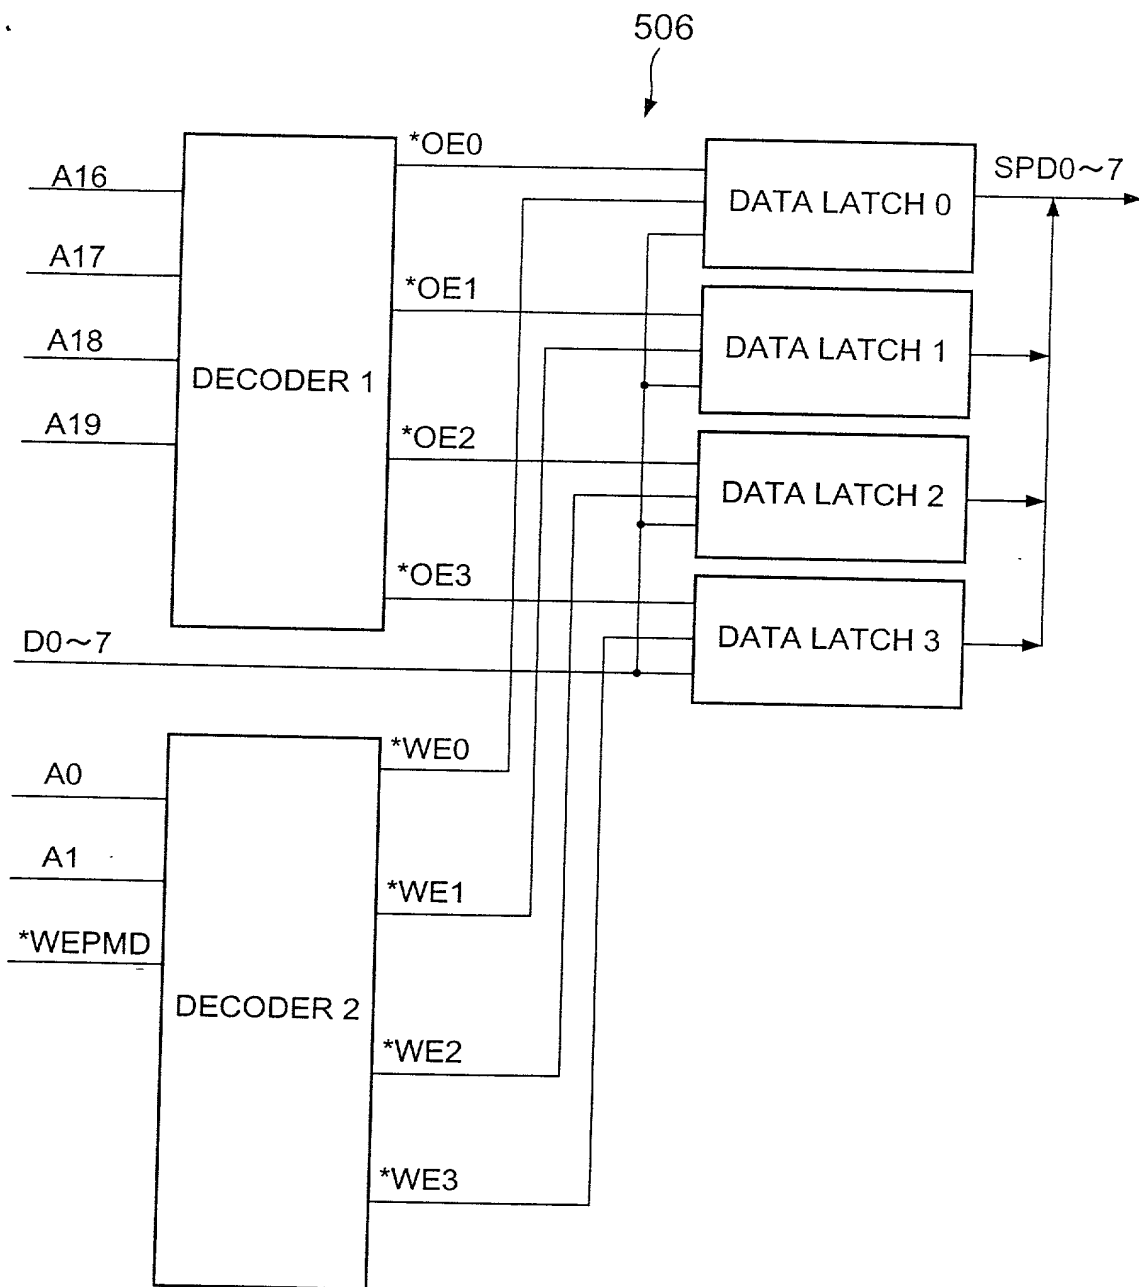 506
*OE0
SPD0～7
A16
DATA LATCH 0
A17
*OE1
A18
DATA LATCH 1
DECODER 1
A19
*OE2
DATA LATCH 2
*OE3
D0～7
DATA LATCH 3
*WE0
A0
A1
*WE1
*WEPMD
DECODER 2
*WE2
*WE3